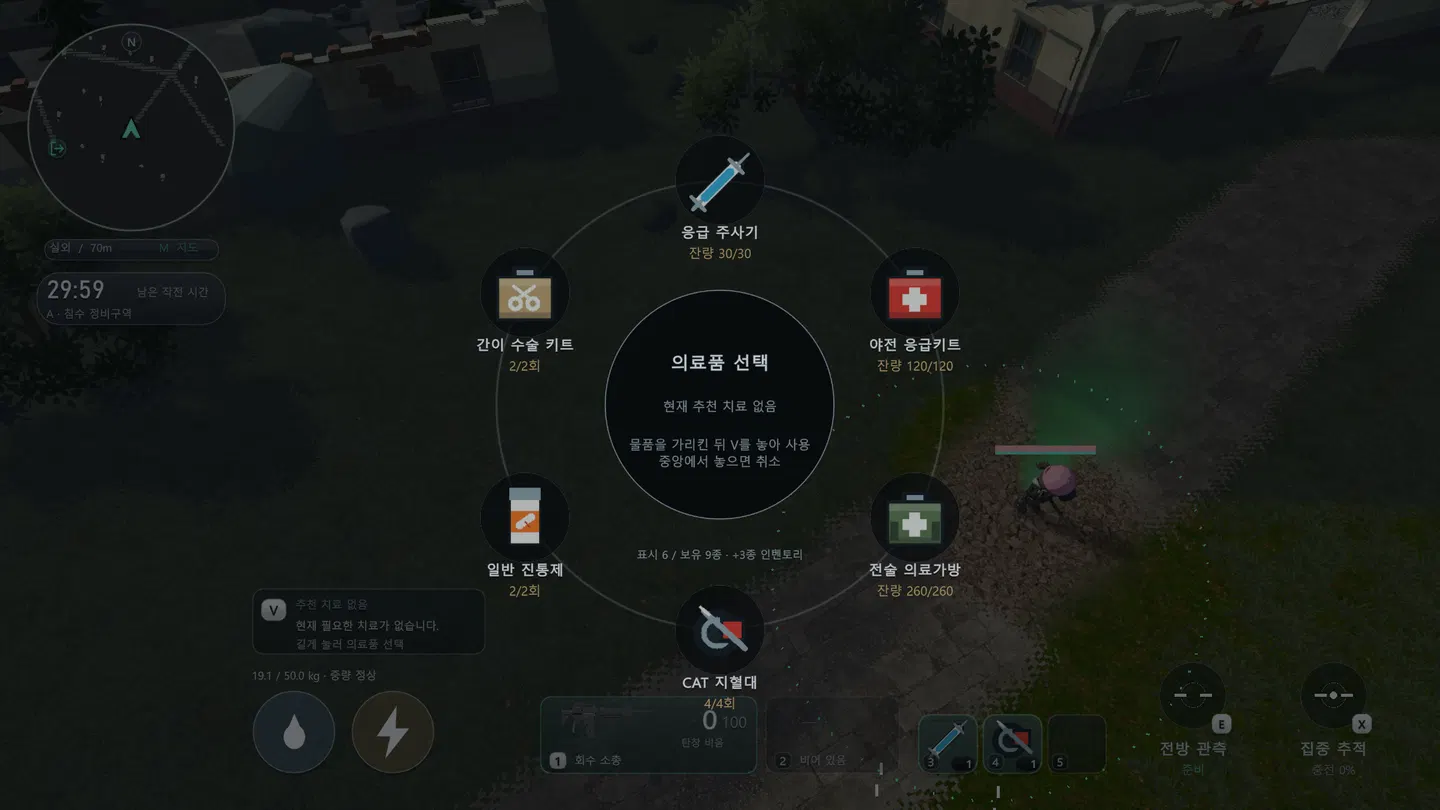 N
실외 / 70m M 지도
29:59 남은 작전 시간
A · 침수 정비구역
응급 주사기
잔량 30/30
간이 수술 키트
2/2회
야전 응급키트
잔량 120/120
의료품 선택
현재 추천 치료 없음
물품을 가리킨 뒤 V를 놓아 사용
중앙에서 놓으면 취소
일반 진통제
2/2회
전술 의료가방
잔량 260/260
표시 6 / 보유 9종 · +3종 인벤토리
CAT 지혈대
4/4회
V 추천 치료 없음
현재 필요한 치료가 없습니다.
길게 눌러 의료품 선택
19.1 / 50.0 kg · 중량 정상
0 100
탄창 비움
1 회수 소총
2 비어 있음
3 1
4 1
5
E
전방 관측
준비
X
집중 추적
충전 0%